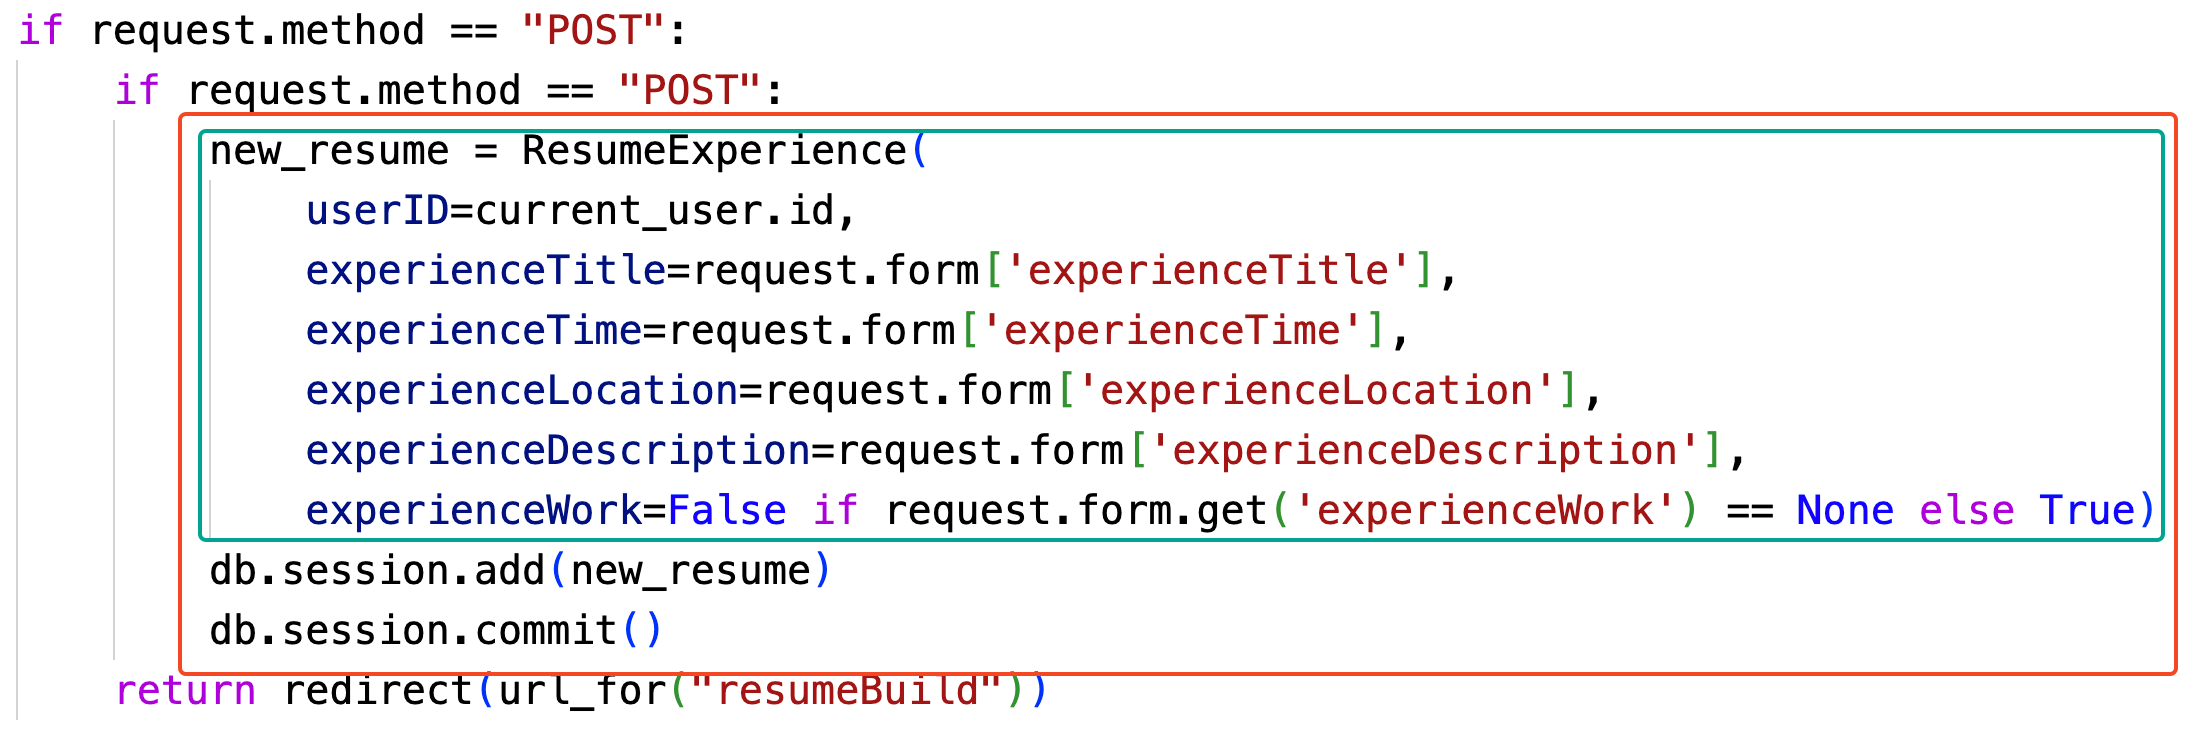 if request.method == "POST":
if request.method == "POST":
new_resume = ResumeExperience(
userID=current_user.id,
experienceTitle=request.form['experienceTitle'],
experienceTime=request.form['experienceTime'],
experienceLocation=request.form['experienceLocation'],
experienceDescription=request.form['experienceDescription'],
experienceWork=False if request.form.get('experienceWork') == None else True)
db.session.add(new_resume)
db.session.commit()
return redirect(url_for("resumeBuild"))